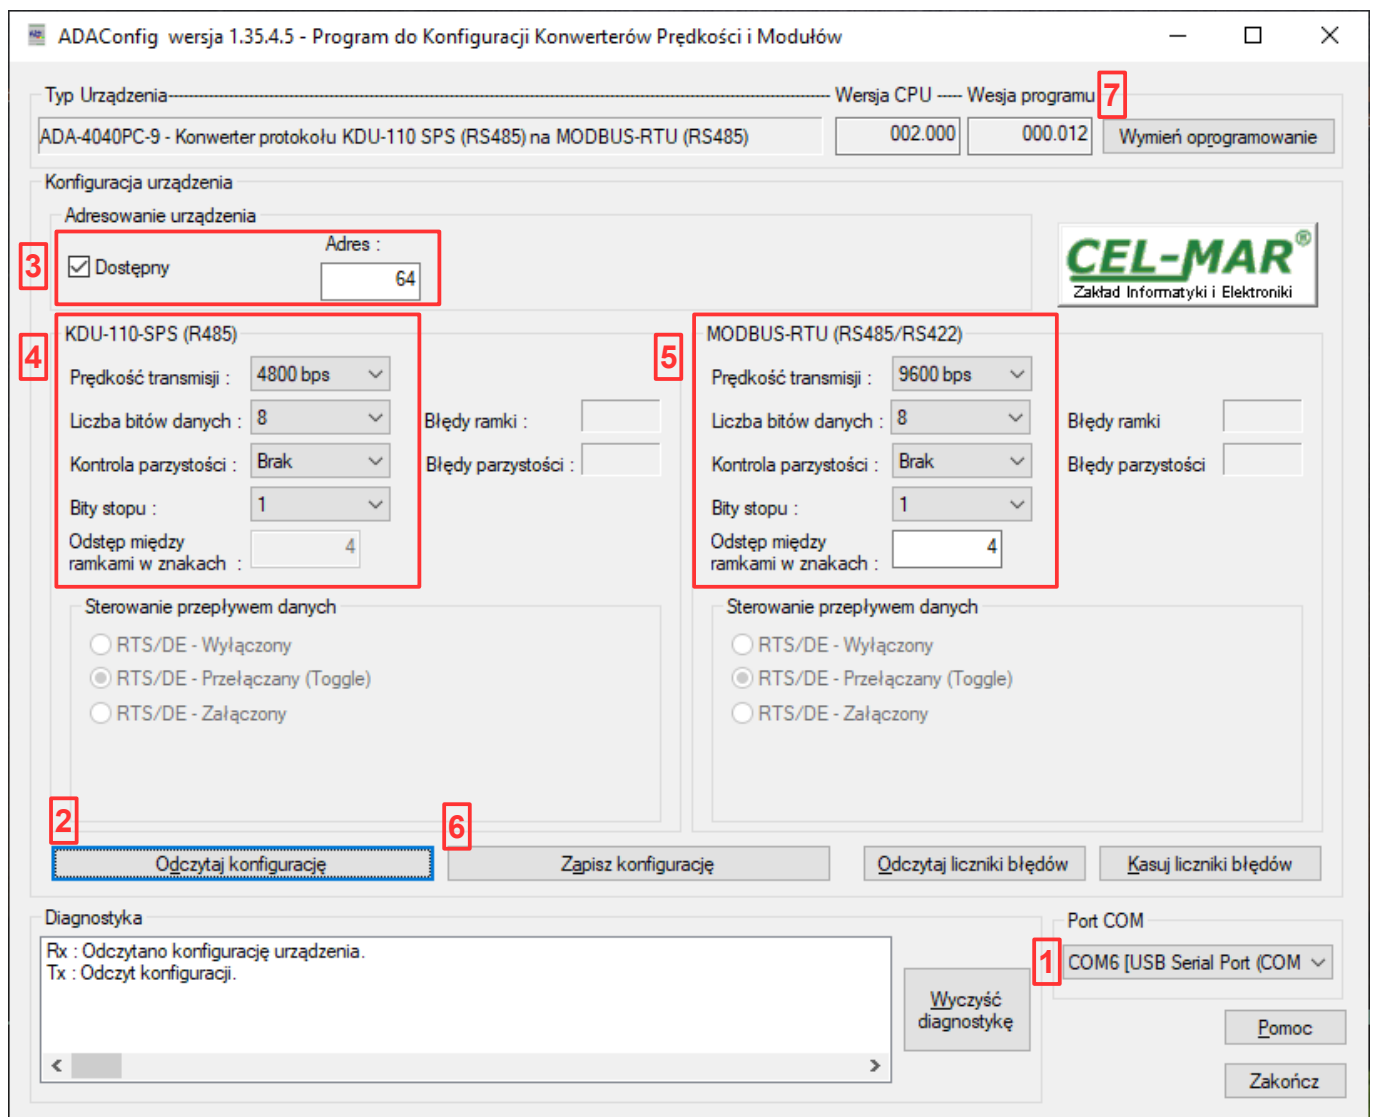 ADAConfig wersja 1.35.4.5 - Program do Konfiguracji Konwerterów Prędkości i Modułów
Typ Urządzenia
Wersja CPU
Wesja programu
7
ADA-4040PC-9 - Konwerter protokołu KDU-110 SPS (RS485) na MODBUS-RTU (RS485)
002.000
000.012
Wymień oprogramowanie
Konfiguracja urządzenia
Adresowanie urządzenia
3
Dostępny
Adres :
64
CEL-MAR®
Zakład Informatyki i Elektroniki
4
KDU-110-SPS (R485)
Prędkość transmisji : 4800 bps
Liczba bitów danych : 8
Błędy ramki :
Kontrola parzystości : Brak
Błędy parzystości :
Bity stopu : 1
Odstęp między
ramkami w znakach : 4
Sterowanie przepływem danych
RTS/DE - Wyłączony
RTS/DE - Przełączany (Toggle)
RTS/DE - Załączony
5
MODBUS-RTU (RS485/RS422)
Prędkość transmisji : 9600 bps
Liczba bitów danych : 8
Błędy ramki
Kontrola parzystości : Brak
Błędy parzystości
Bity stopu : 1
Odstęp między
ramkami w znakach : 4
Sterowanie przepływem danych
RTS/DE - Wyłączony
RTS/DE - Przełączany (Toggle)
RTS/DE - Załączony
2
Odczytaj konfigurację
6
Zapisz konfigurację
Odczytaj liczniki błędów
Kasuj liczniki błędów
Diagnostyka
Rx : Odczytano konfigurację urządzenia.
Tx : Odczyt konfiguracji.
Wyczyść
diagnostykę
Port COM
1
COM6 [USB Serial Port (COM
Pomoc
Zakończ